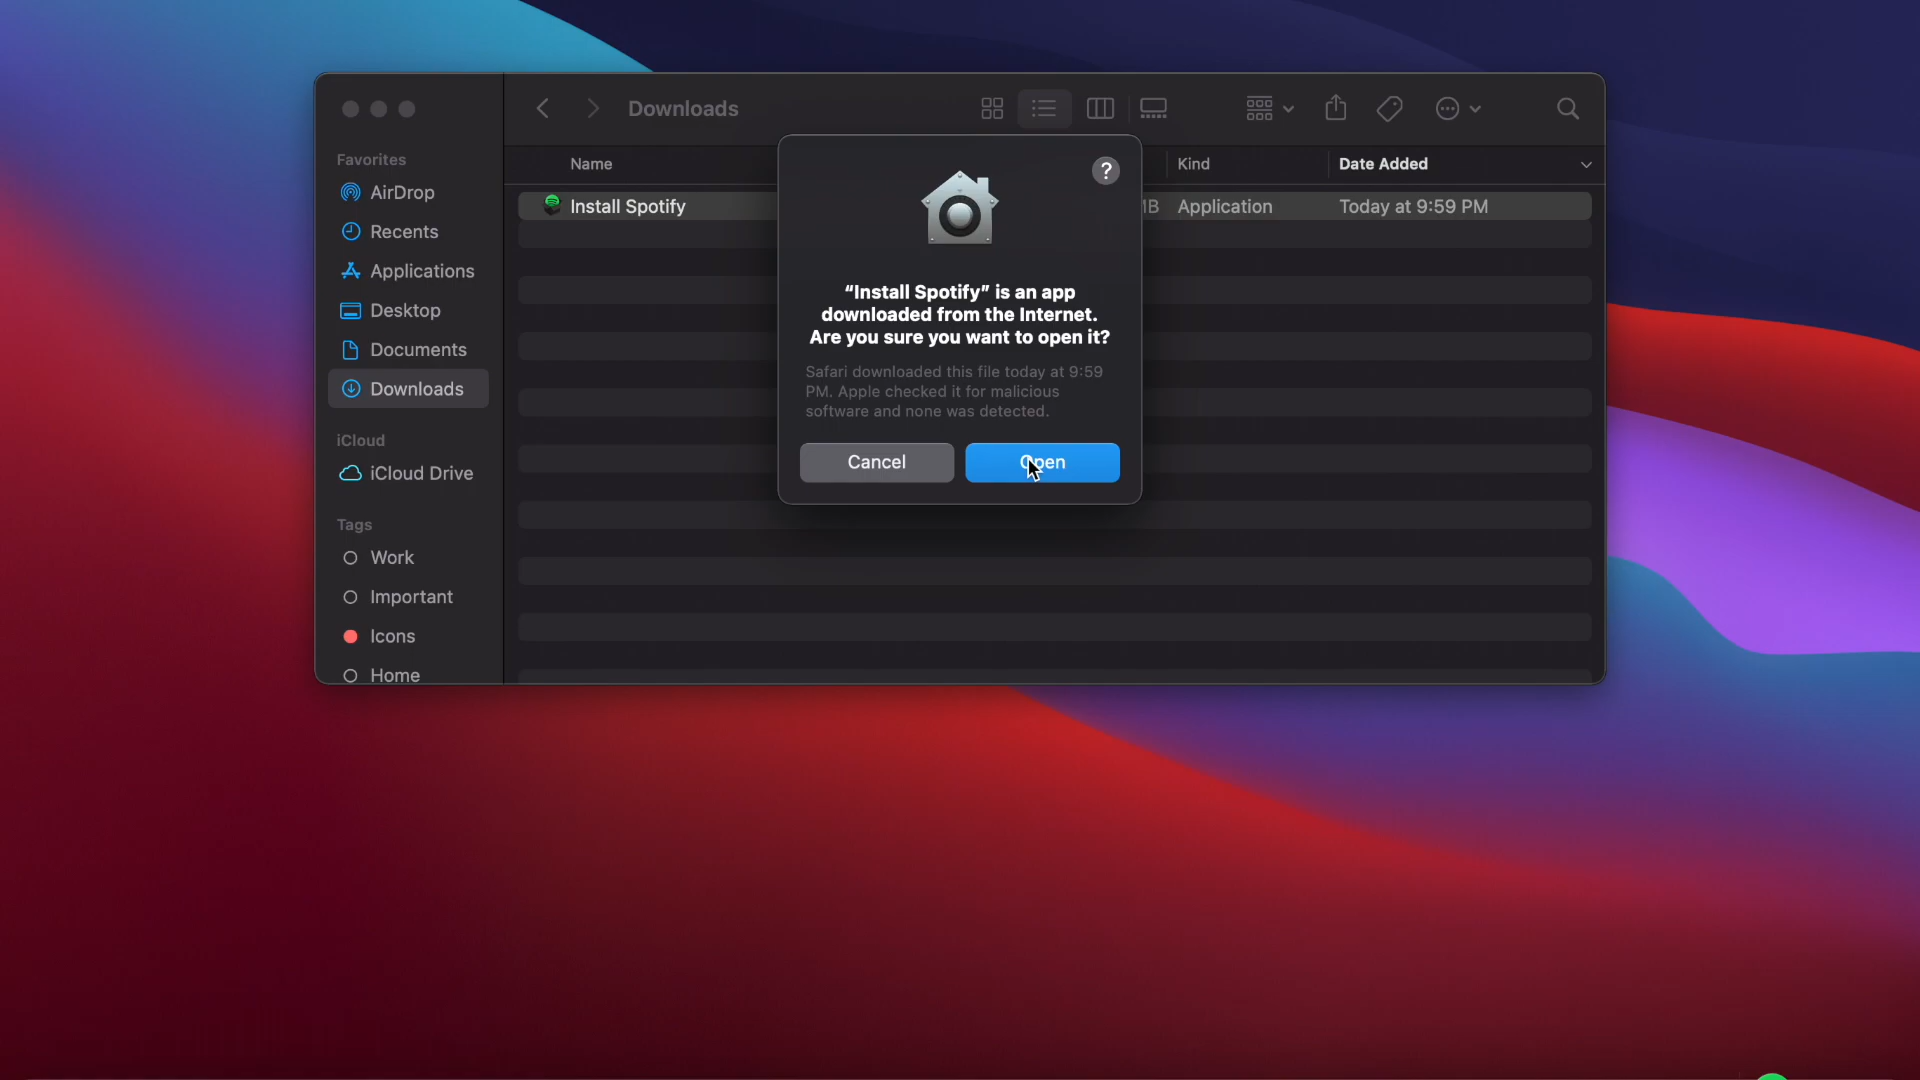 Downloads
Favorites
AirDrop
Recents
Applications
Desktop
Documents
Downloads
iCloud
iCloud Drive
Tags
Work
Important
Icons
Home
Name
Kind
Date Added
Install Spotify
Application
Today at 9:59 PM
?
“Install Spotify” is an app
downloaded from the Internet.
Are you sure you want to open it?
Safari downloaded this file today at 9:59
PM. Apple checked it for malicious
software and none was detected.
Cancel
Open